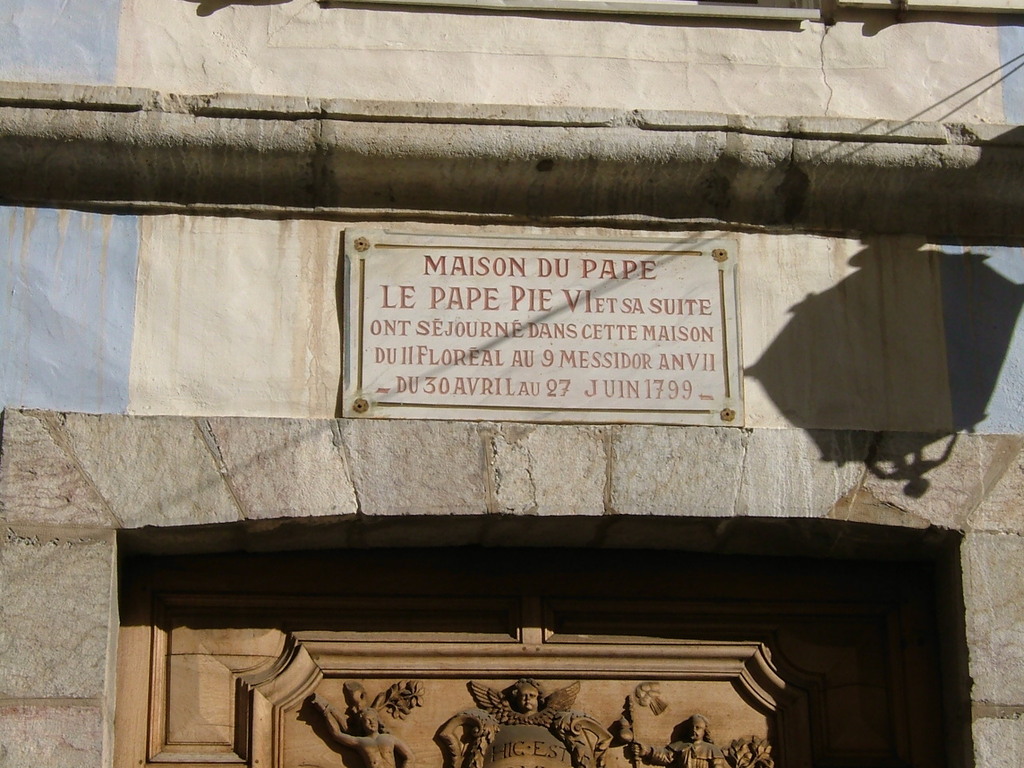 MAISON DU PAPE
LE PAPE PIE VI ET SA SUITE
ONT SÉJOURNÉ DANS CETTE MAISON
DU 11 FLORÉAL AU 9 MESSIDOR AN VII
- DU 30 AVRIL AU 27 JUIN 1799 -
HIC·EST